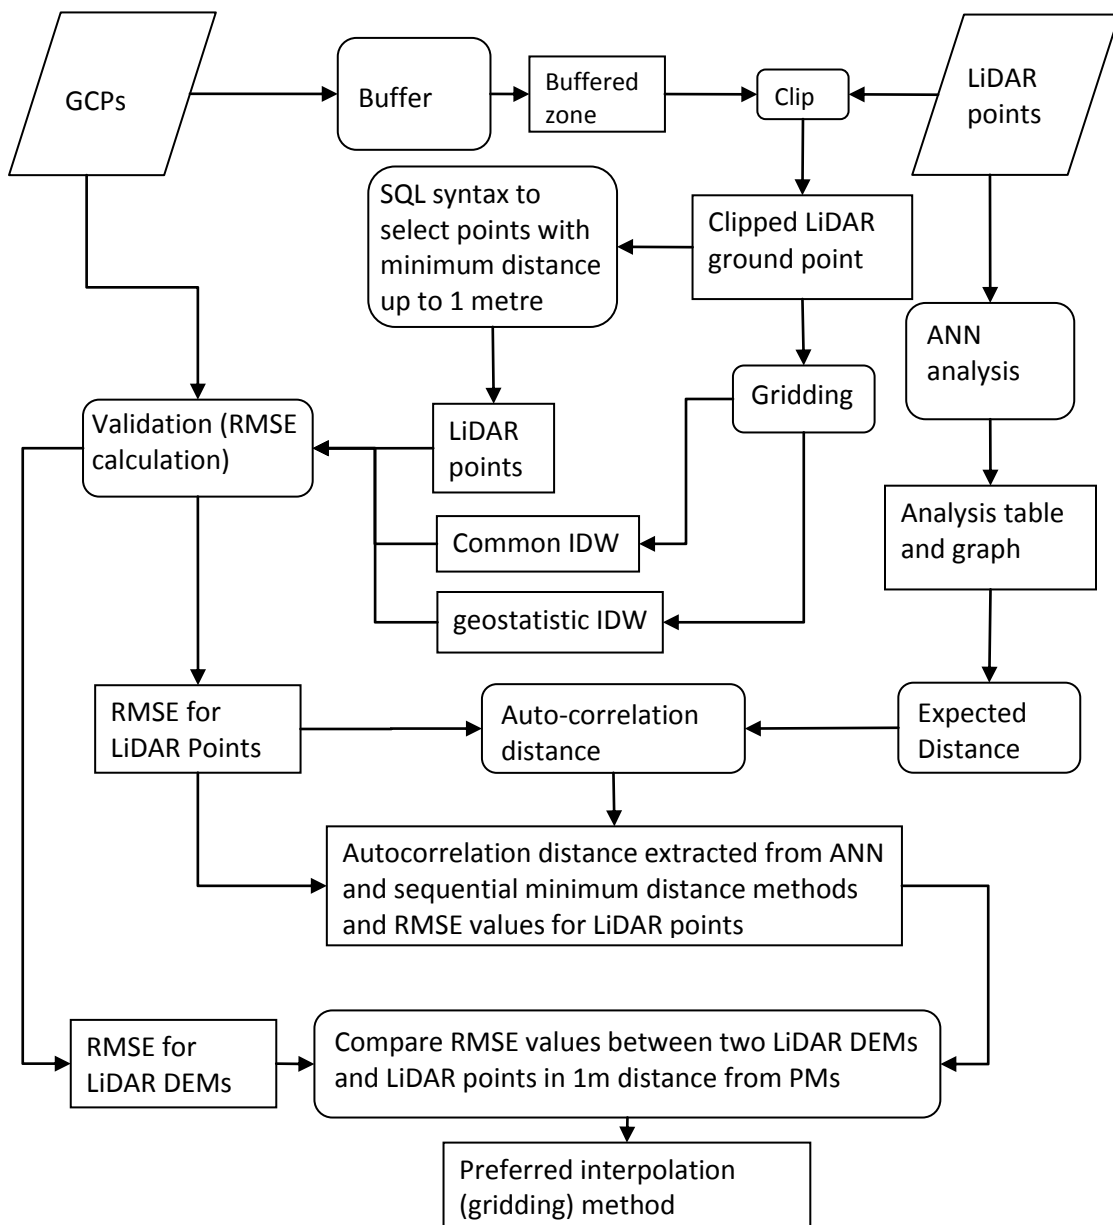 GCPs
Buffer
Buffered
zone
Clip
LiDAR
points
SQL syntax to
select points with
minimum distance
up to 1 metre
Clipped LiDAR
ground point
ANN
analysis
Gridding
Validation (RMSE
calculation)
LiDAR
points
Analysis table
and graph
Common IDW
geostatistic IDW
RMSE for
LiDAR Points
Auto-correlation
distance
Expected
Distance
Autocorrelation distance extracted from ANN
and sequential minimum distance methods
and RMSE values for LiDAR points
RMSE for
LiDAR DEMs
Compare RMSE values between two LiDAR DEMs
and LiDAR points in 1m distance from PMs
Preferred interpolation
(gridding) method